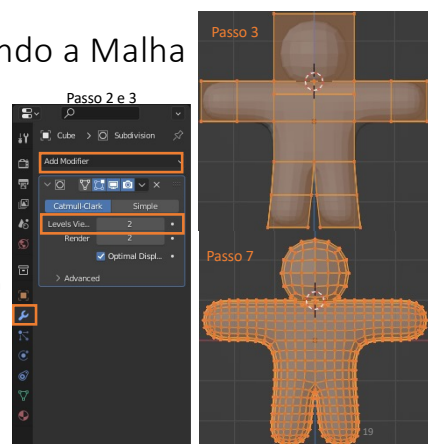 ndo a Malha
Passo 2 e 3
Cube > Subdivision
Add Modifier
Catmull-Clark Simple
Levels Vie... 2
Render 2
Optimal Displ...
> Advanced
Passo 3
Passo 7
19